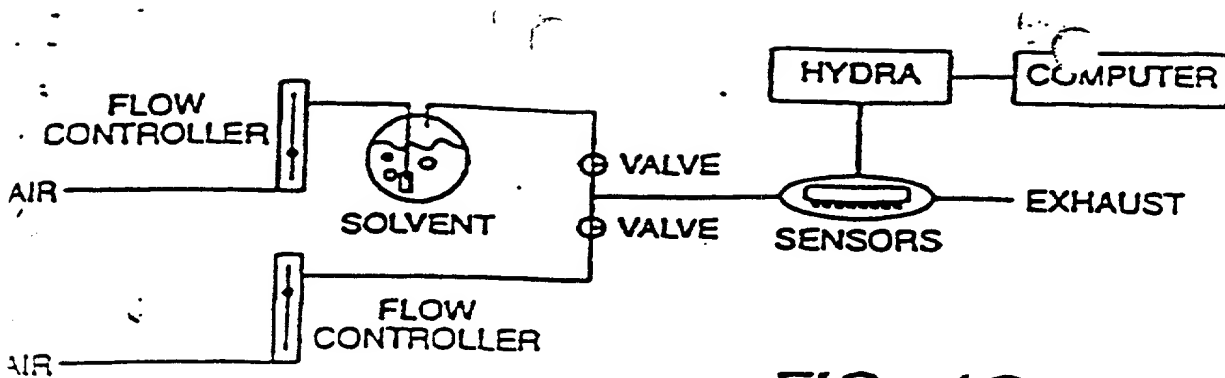 HYDRA
COMPUTER
FLOW
CONTROLLER
AIR
SOLVENT
VALVE
VALVE
SENSORS
EXHAUST
FLOW
CONTROLLER
AIR